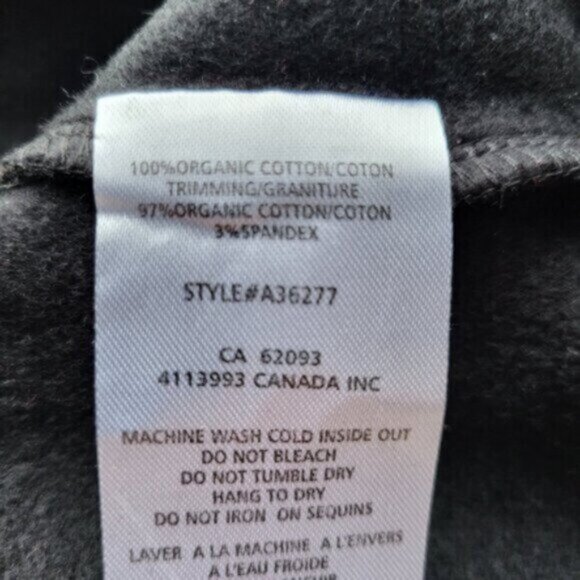 100%ORGANIC COTTON/COTON
TRIMMING/GRANITURE
97%ORGANIC COTTON/COTON
3%SPANDEX
STYLE#A36277
CA 62093
4113993 CANADA INC
MACHINE WASH COLD INSIDE OUT
DO NOT BLEACH
DO NOT TUMBLE DRY
HANG TO DRY
DO NOT IRON ON SEQUINS
LAVER A LA MACHINE A L'ENVERS
A L'EAU FROIDE